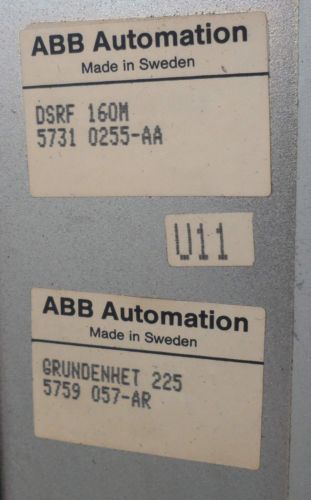 ABB Automation
Made in Sweden
DSRF 160M
5731 0255-AA
U11
ABB Automation
Made in Sweden
GRUNDENHET 225
5759 057-AR